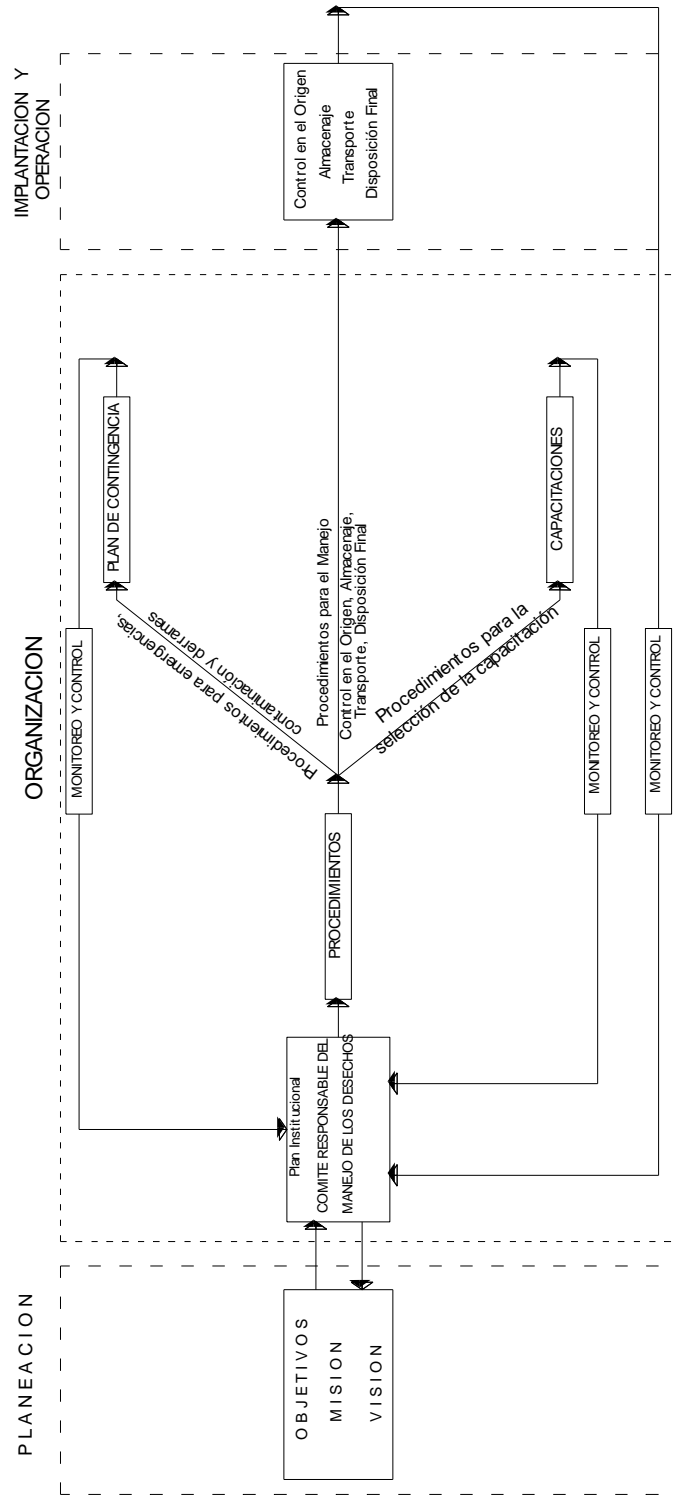 PLANEACION
ORGANIZACION
IMPLANTACION Y
OPERACION
OBJETIVOS
MISION
VISION
Plan Institucional
COMITE RESPONSABLE DEL
MANEJO DE LOS DESECHOS
PROCEDIMIENTOS
MONITOREO Y CONTROL
Procedimientos para emergencias,
contaminación y derrames
PLAN DE CONTINGENCIA
Procedimientos para el Manejo
Control en el Origen, Almacenaje,
Transporte, Disposición Final
Procedimientos para la
selección de la capacitación
CAPACITACIONES
MONITOREO Y CONTROL
MONITOREO Y CONTROL
Control en el Origen
Almacenaje
Transporte
Disposición Final